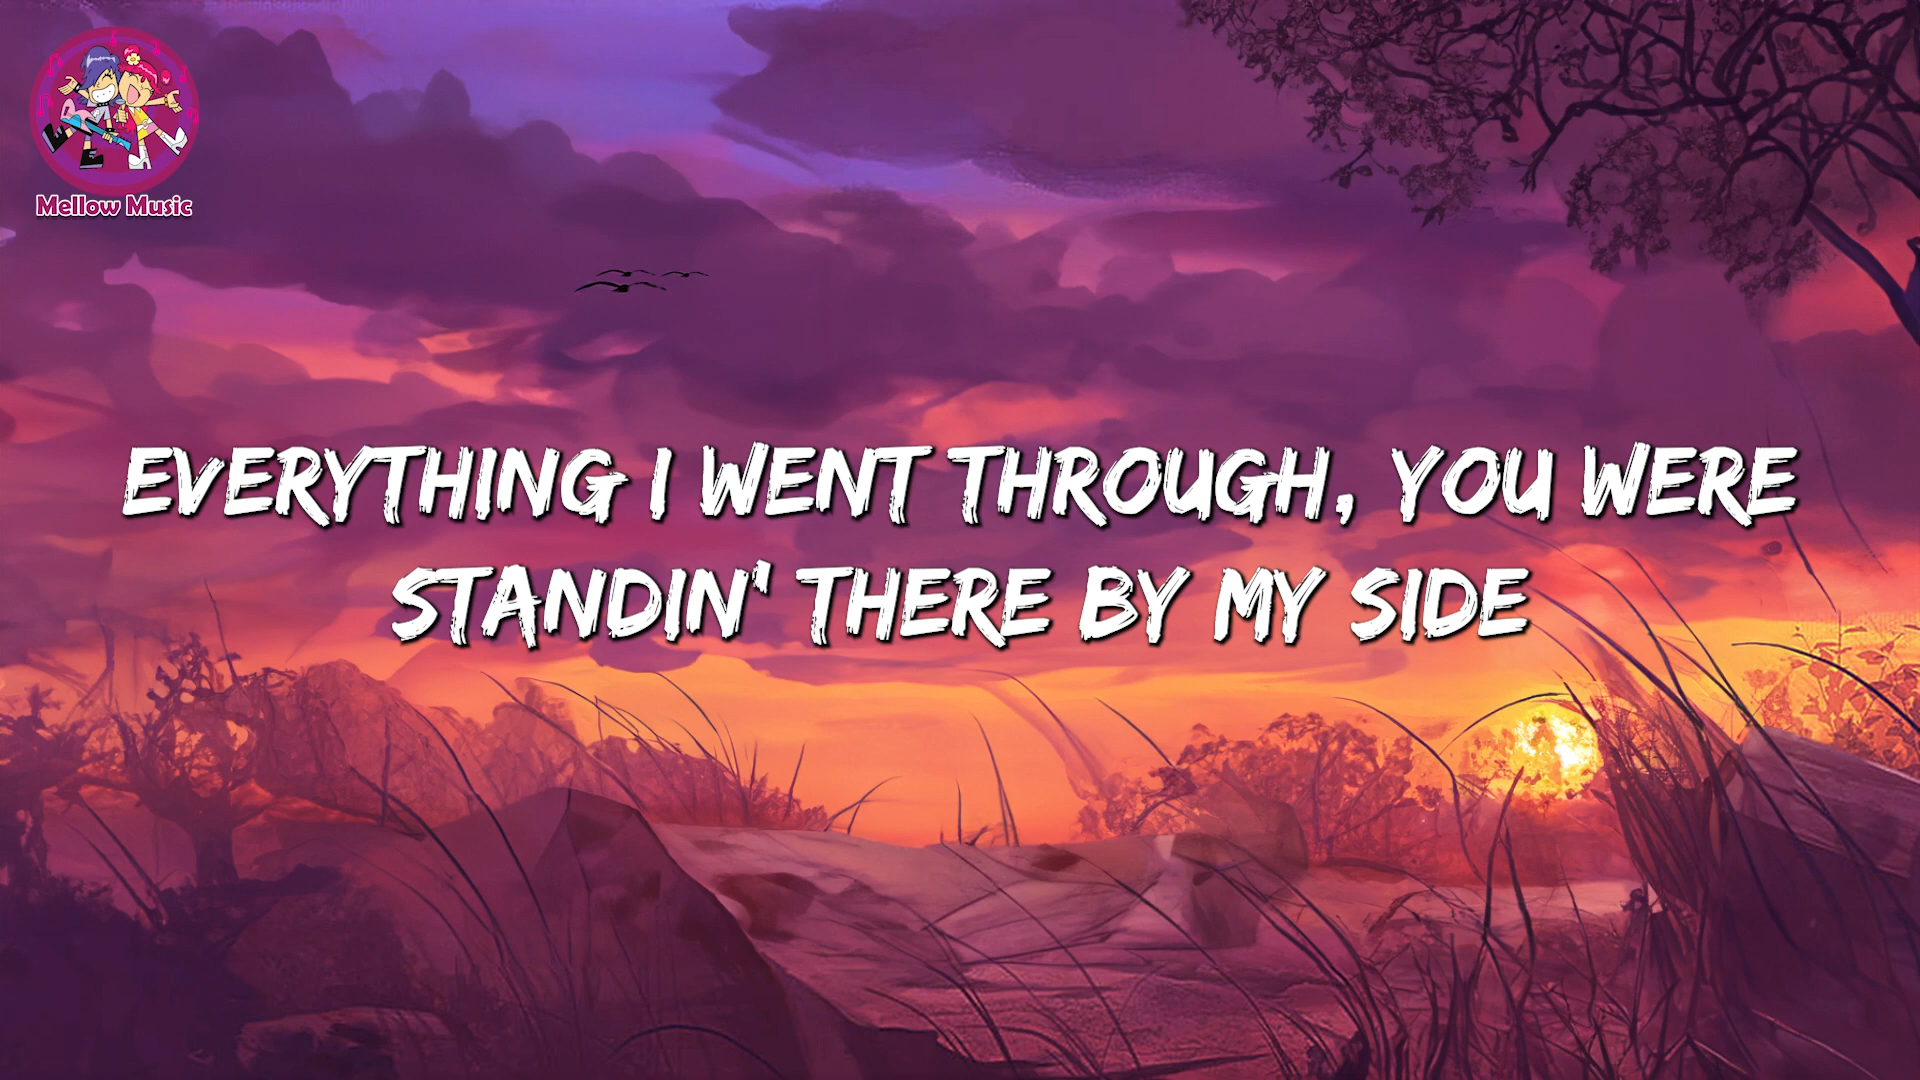 Mellow Music
EVERYTHING I WENT THROUGH, YOU WERE
STANDIN' THERE BY MY SIDE